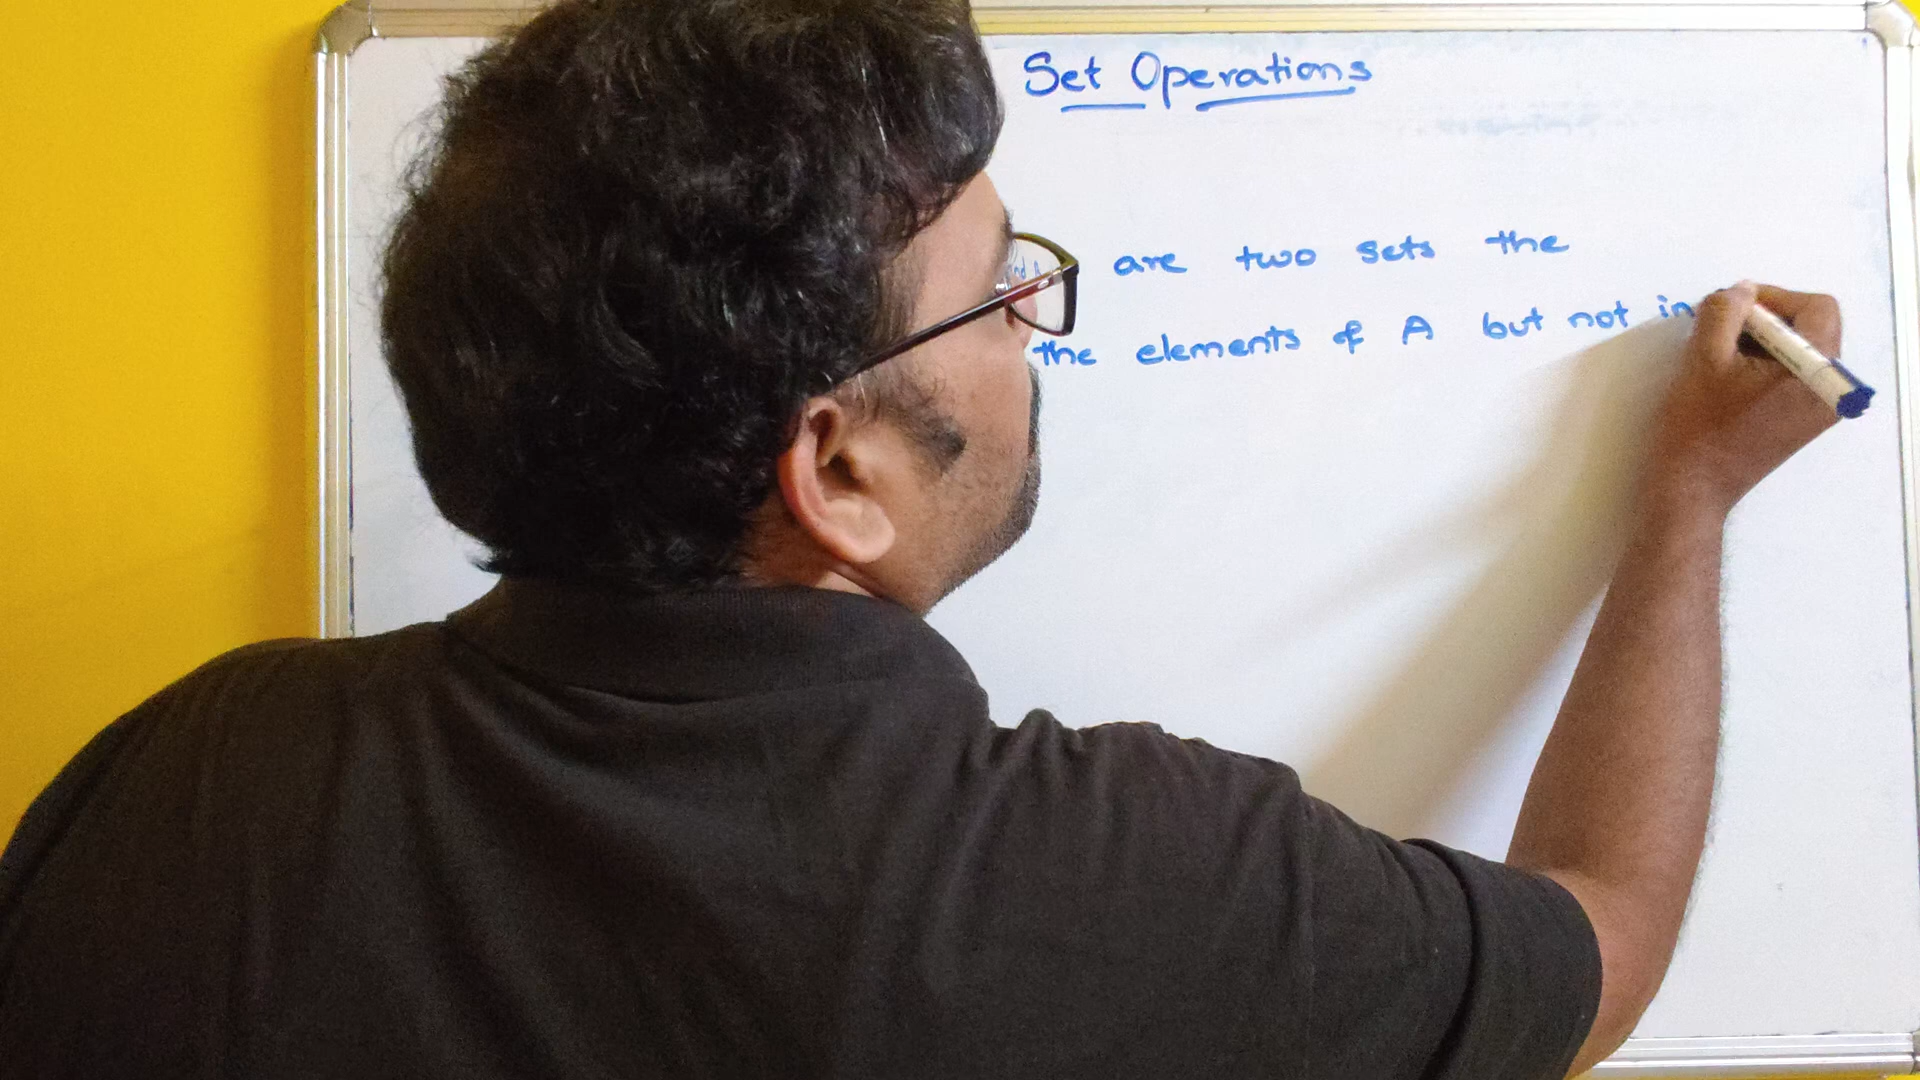 Set Operations
are two sets the
the elements of A but not in